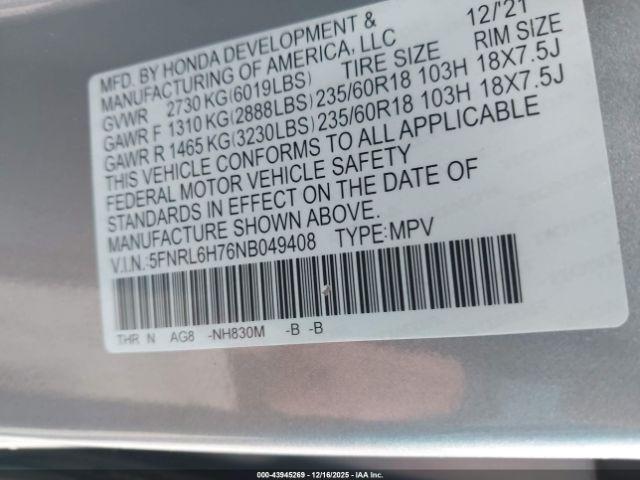 MFD. BY HONDA DEVELOPMENT & 12/'21
MANUFACTURING OF AMERICA, LLC
GVWR 2730 KG(6019LBS) TIRE SIZE RIM SIZE
GAWR F 1310 KG(2888LBS) 235/60R18 103H 18X7.5J
GAWR R 1465 KG(3230LBS) 235/60R18 103H 18X7.5J
THIS VEHICLE CONFORMS TO ALL APPLICABLE
FEDERAL MOTOR VEHICLE SAFETY
STANDARDS IN EFFECT ON THE DATE OF
MANUFACTURE SHOWN ABOVE.
V.I.N.:5FNRL6H76NB049408 TYPE:MPV
THR N AG8 -NH830M -B -B
000-43945269 - 12/16/2025 - IAA Inc.